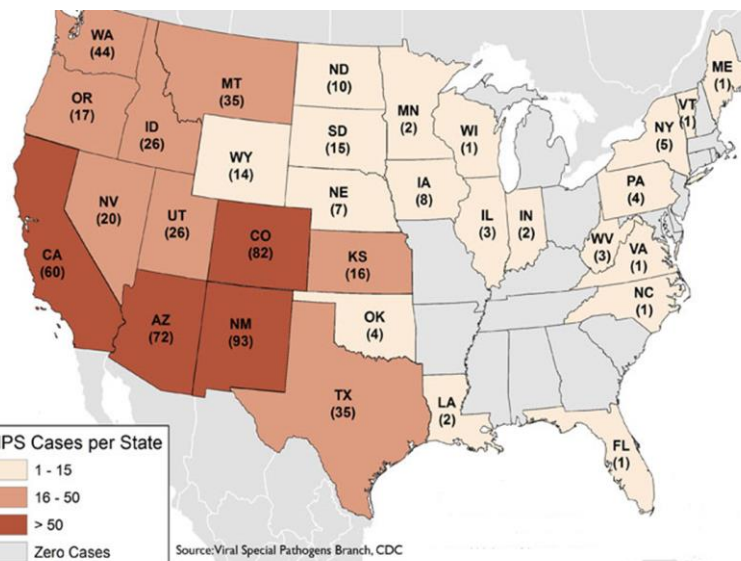 WA
(44)
OR
(17)
ID
(26)
MT
(35)
ND
(10)
MN
(2)
WI
(1)
ME
(1)
VT
(1)
NY
(5)
SD
(15)
WY
(14)
NE
(7)
IA
(8)
IL
(3)
IN
(2)
PA
(4)
WV
(3)
VA
(1)
NC
(1)
NV
(20)
UT
(26)
CO
(82)
KS
(16)
CA
(60)
AZ
(72)
NM
(93)
OK
(4)
TX
(35)
LA
(2)
FL
(1)
PS Cases per State
1 - 15
16 - 50
> 50
Zero Cases
Source:Viral Special Pathogens Branch, CDC